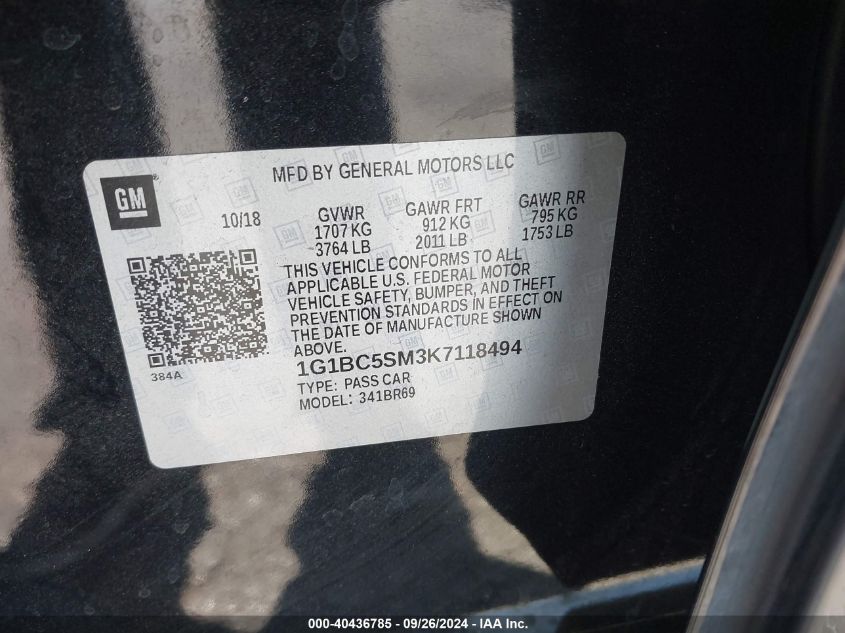 MFD BY GENERAL MOTORS LLC
GM
10/18
GVWR
1707 KG
3764 LB
GAWR FRT
912 KG
2011 LB
GAWR RR
795 KG
1753 LB
THIS VEHICLE CONFORMS TO ALL
APPLICABLE U.S. FEDERAL MOTOR
VEHICLE SAFETY, BUMPER, AND THEFT
PREVENTION STANDARDS IN EFFECT ON
THE DATE OF MANUFACTURE SHOWN
ABOVE.
384A
1G1BC5SM3K7118494
TYPE: PASS CAR
MODEL: 341BR69
000-40436785 - 09/26/2024 - IAA Inc.